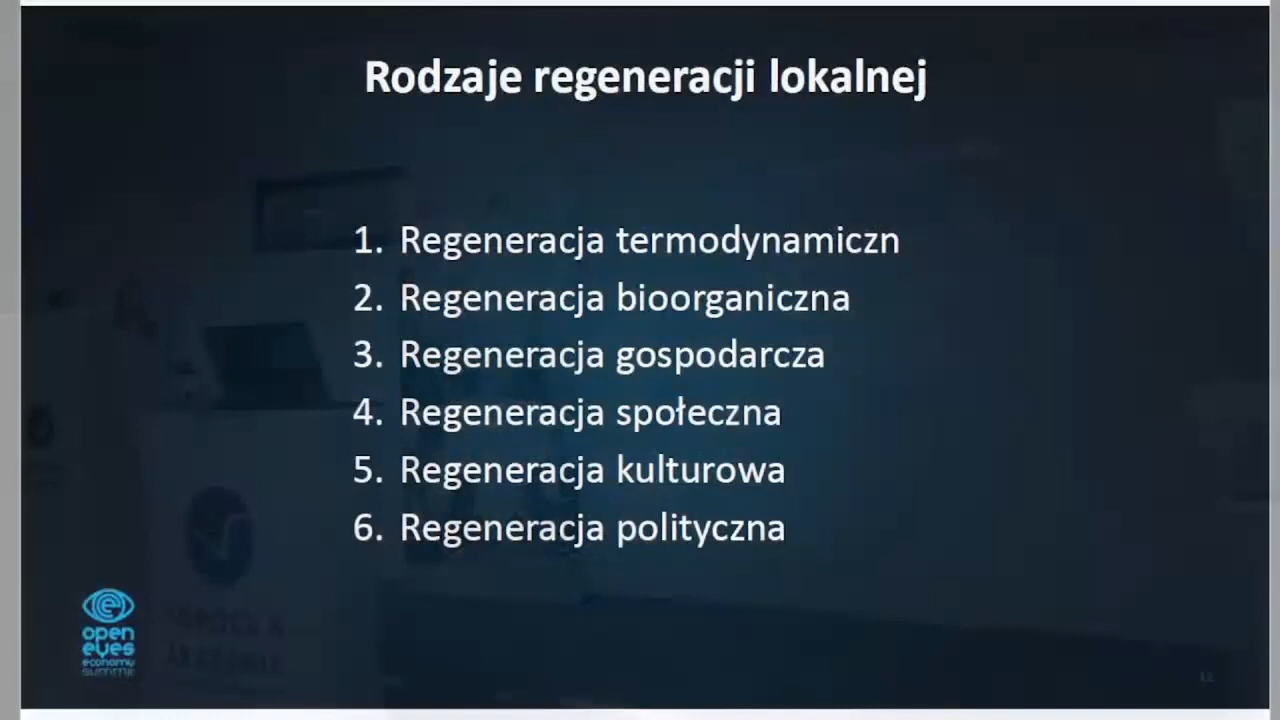 Rodzaje regeneracji lokalnej
1. Regeneracja termodynamiczn
2. Regeneracja bioorganiczna
3. Regeneracja gospodarcza
4. Regeneracja społeczna
5. Regeneracja kulturowa
6. Regeneracja polityczna
open
eyes
economy
summit